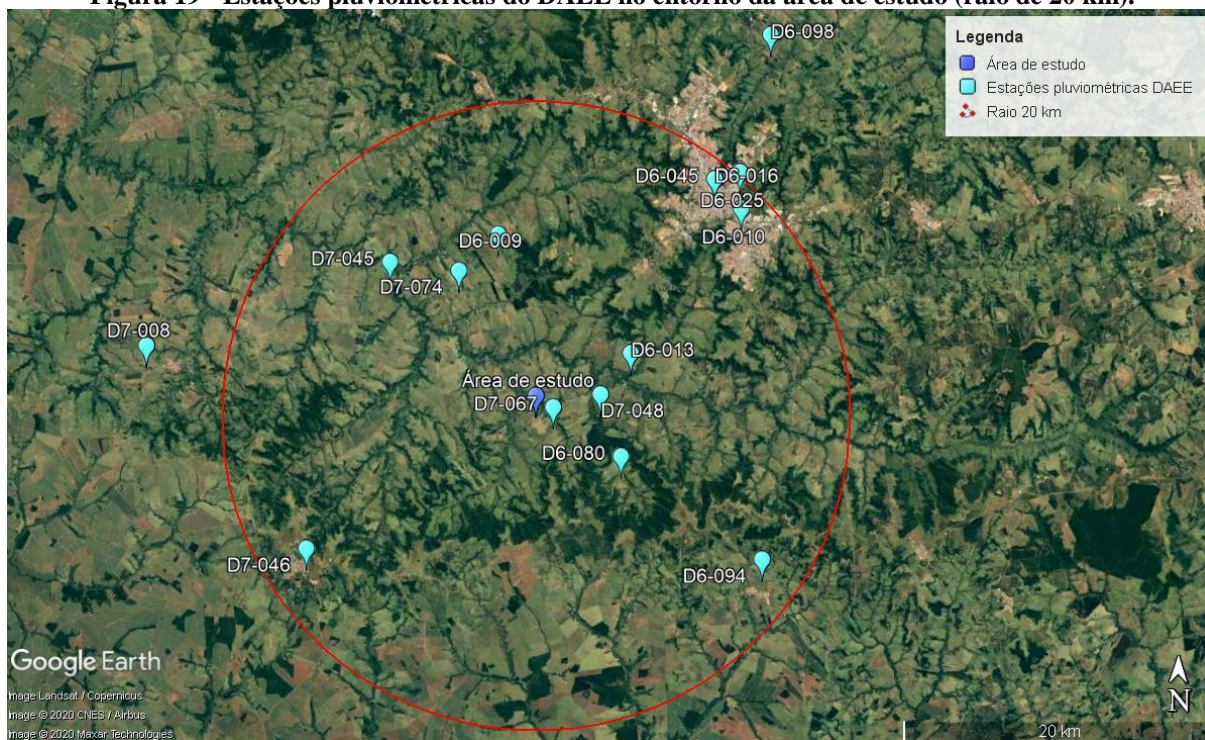 Figura 19 - Estações pluviométricas do DAEE no entorno da área de estudo (raio de 20 km).
D6-098
Legenda
Área de estudo
Estações pluviométricas DAEE
Raio 20 km
D6-045
D6-016
D6-025
D6-010
D6-009
D7-045
D7-074
D7-008
D6-013
Área de estudo
D7-067
D7-048
D6-080
D7-046
D6-094
Google Earth
Image Landsat / Copernicus
Image © 2020 CNES / Airbus
Image © 2020 Maxar Technologies
N
20 km